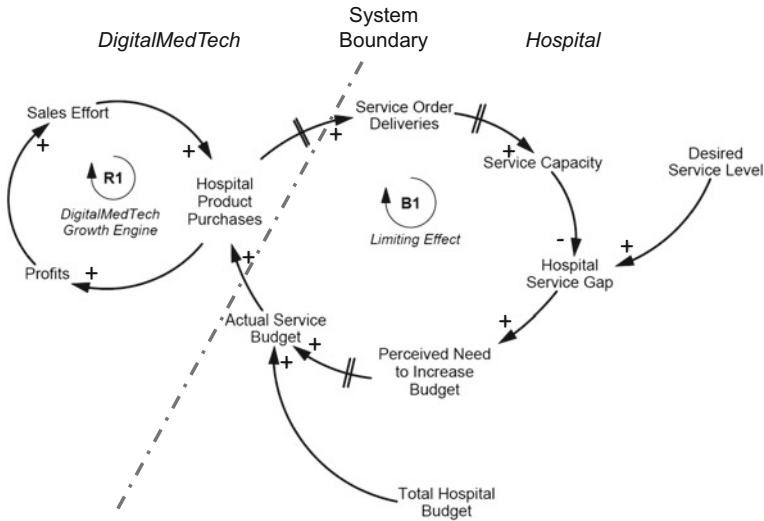 DigitalMedTech
System
Boundary
Hospital
Sales Effort
+
+
R1
DigitalMedTech
Growth Engine
Hospital
Product
Purchases
Profits
+
+
Service Order
Deliveries
+
Service Capacity
+
Desired
Service Level
B1
Limiting Effect
-
+
Hospital
Service Gap
+
Actual Service
Budget
+
+
Perceived Need
to Increase
Budget
Total Hospital
Budget